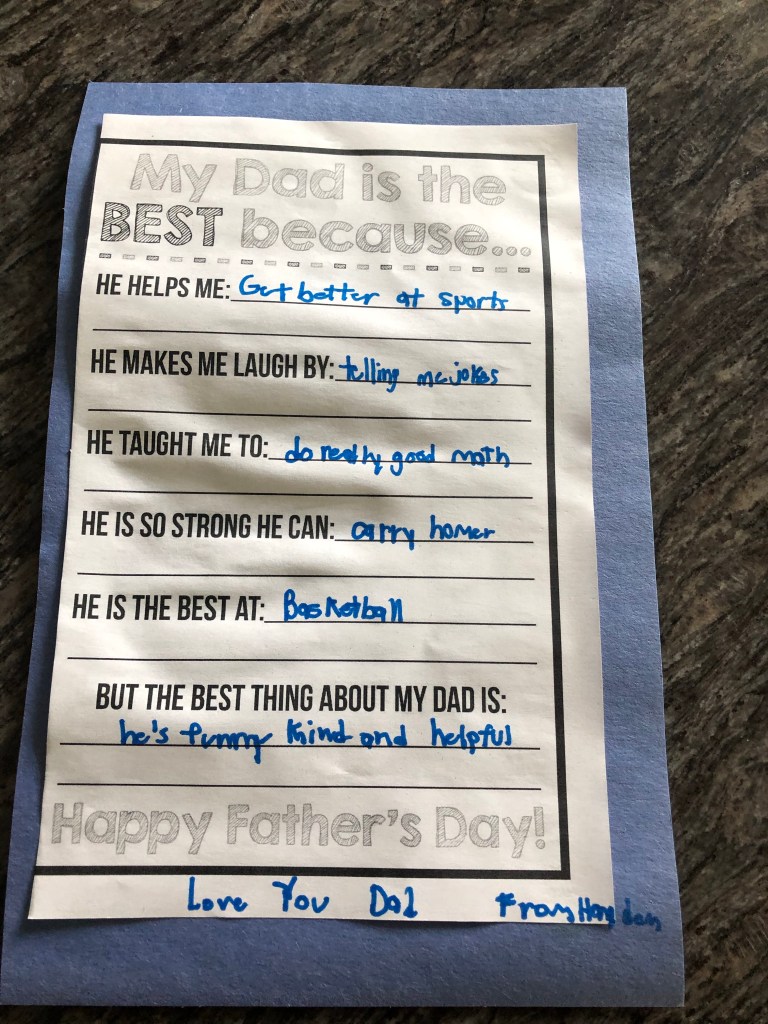 My Dad is the
BEST because...
HE HELPS ME: Get better at sports
HE MAKES ME LAUGH BY: telling me jokes
HE TAUGHT ME TO: do really good math
HE IS SO STRONG HE CAN: carry homer
HE IS THE BEST AT: Basketball
BUT THE BEST THING ABOUT MY DAD IS:
he's funny kind and helpful
Happy Father's Day!
Love You Dad From